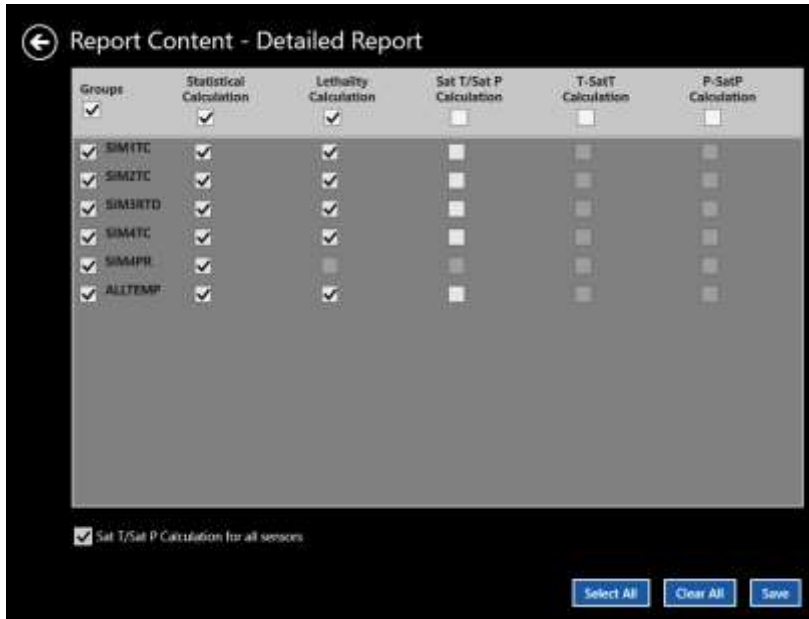 Report Content - Detailed Report
Groups
Statistical Calculation
Lethality Calculation
Sat T/Sat P Calculation
T-SatT Calculation
P-SatP Calculation
SIM1TC
SIM2TC
SIM3RTD
SIM4TC
SIM4PR
ALLTEMP
Sat T/Sat P Calculation for all sensors
Select All
Clear All
Save